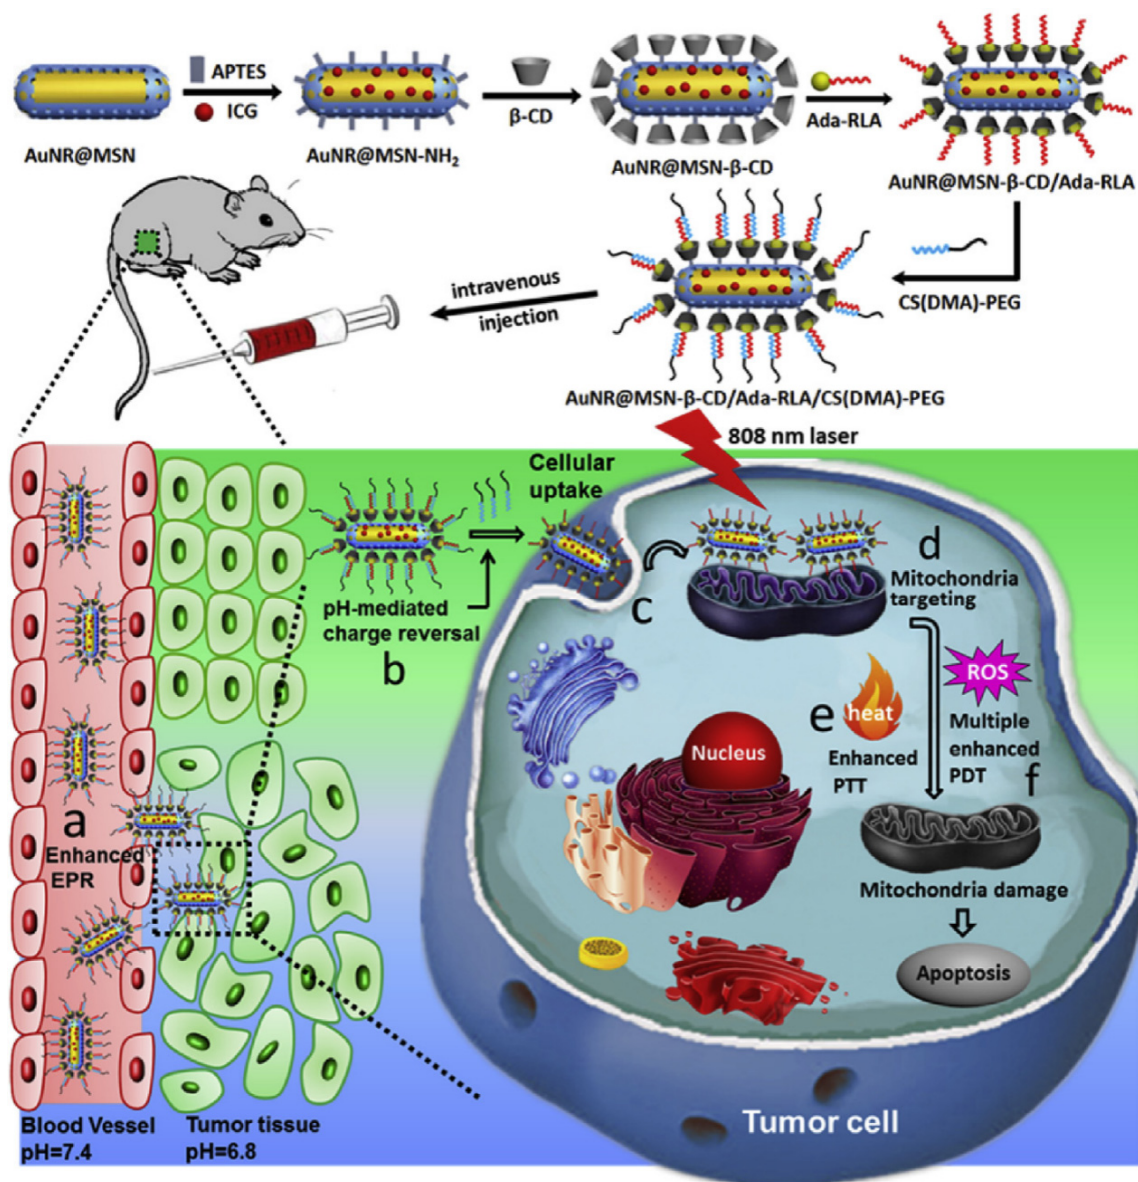 APTES
ICG
β-CD
Ada-RLA
AuNR@MSN
AuNR@MSN-NH₂
AuNR@MSN-β-CD
AuNR@MSN-β-CD/Ada-RLA
CS(DMA)-PEG
intravenous
injection
AuNR@MSN-β-CD/Ada-RLA/CS(DMA)-PEG
808 nm laser
Cellular
uptake
pH-mediated
charge reversal
b
c
d
Mitochondria
targeting
ROS
e
heat
Enhanced
PTT
Multiple
enhanced
PDT
f
Nucleus
Mitochondria damage
Apoptosis
a
Enhanced
EPR
Blood Vessel
pH=7.4
Tumor tissue
pH=6.8
Tumor cell